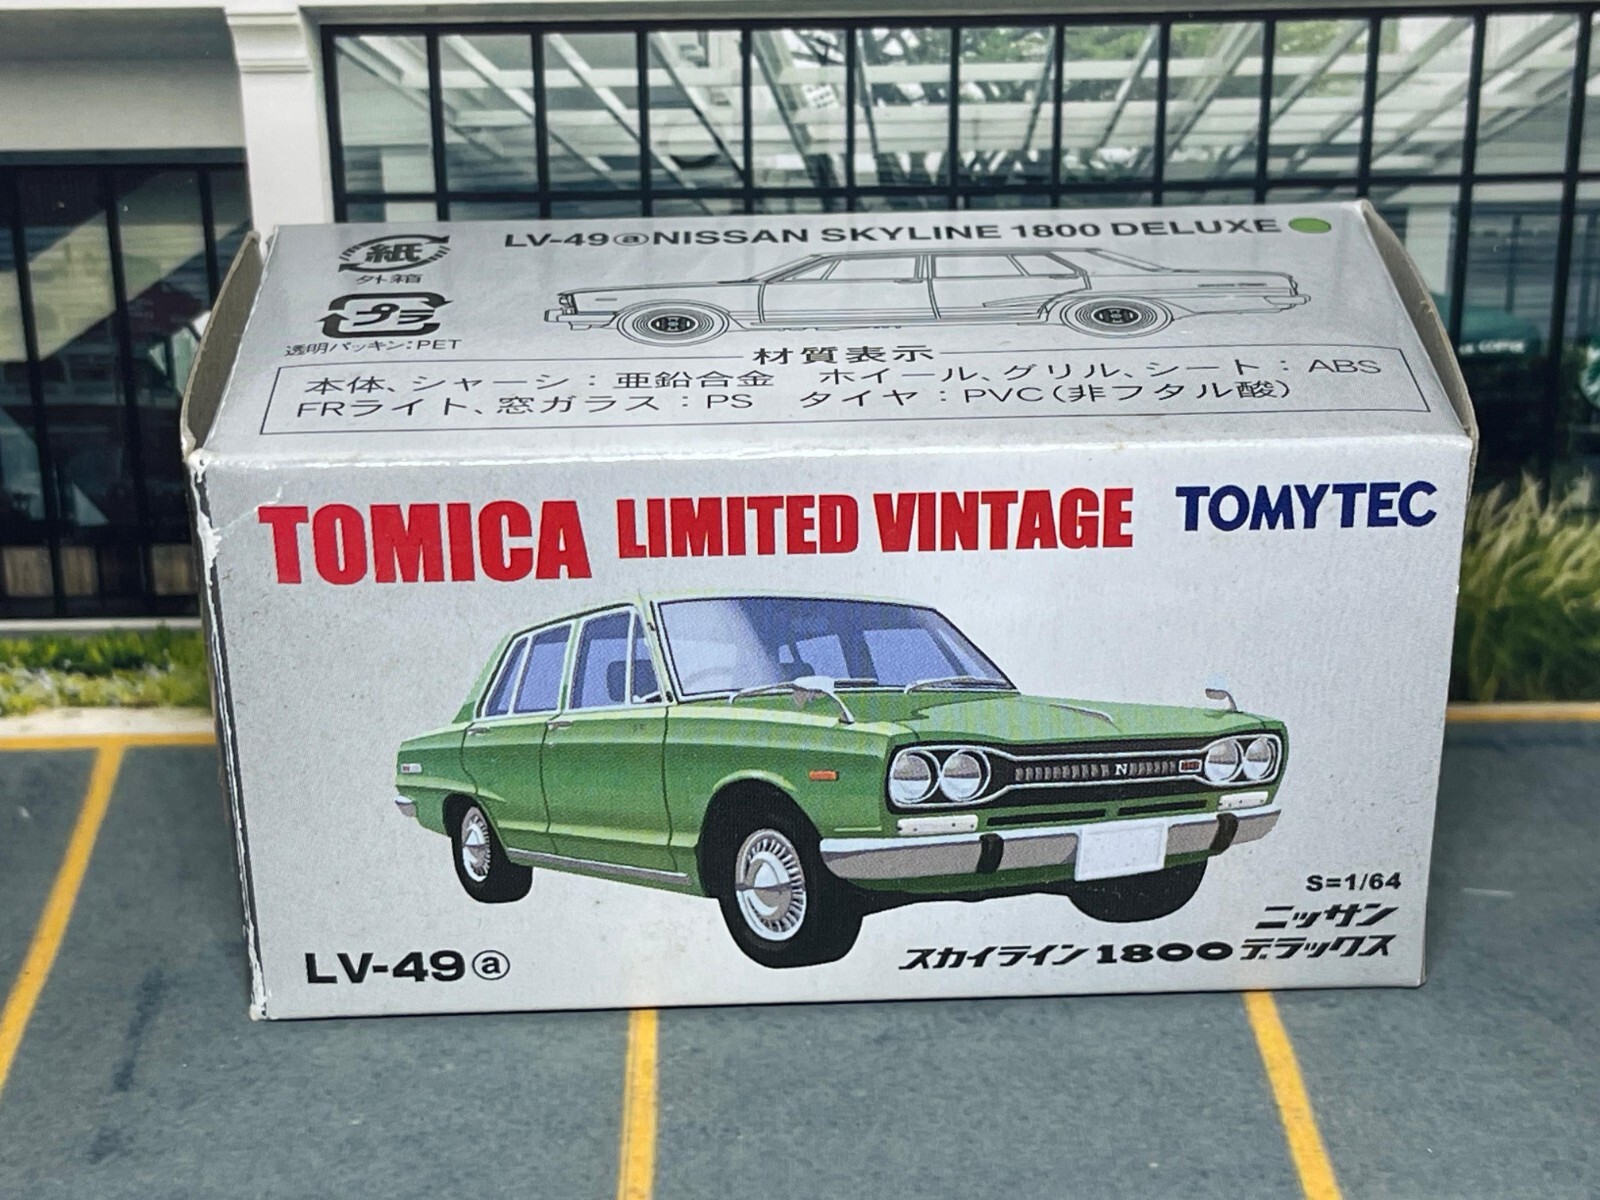 紙
外箱
プラ
透明パッキン:PET
LV-49ⓐNISSAN SKYLINE 1800 DELUXE
材質表示
本体、シャーシ:亜鉛合金 ホイール、グリル、シート:ABS
FRライト、窓ガラス:PS タイヤ:PVC(非フタル酸)
TOMICA LIMITED VINTAGE TOMYTEC
N
S=1/64
ニッサン
スカイライン 1800 デラックス
LV-49ⓐ